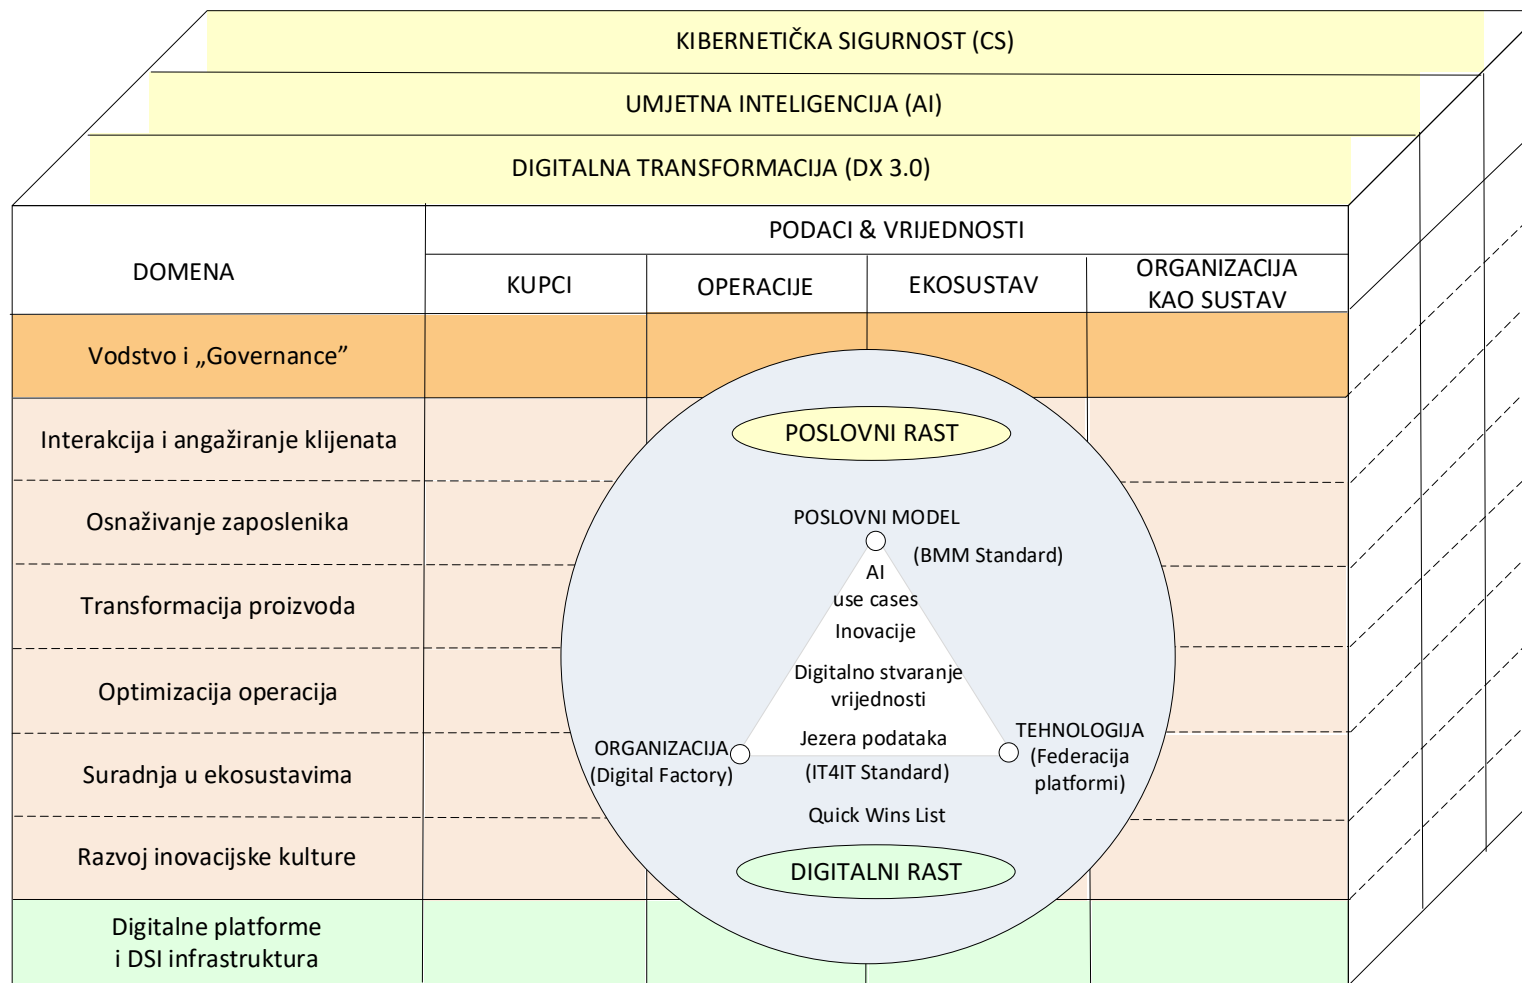 KIBERNETIČKA SIGURNOST (CS)
UMJETNA INTELIGENCIJA (AI)
DIGITALNA TRANSFORMACIJA (DX 3.0)
DOMENA
PODACI & VRIJEDNOSTI
KUPCI
OPERACIJE
EKOSUSTAV
ORGANIZACIJA
KAO SUSTAV
Vodstvo i „Governance”
Interakcija i angažiranje klijenata
Osnaživanje zaposlenika
Transformacija proizvoda
Optimizacija operacija
Suradnja u ekosustavima
Razvoj inovacijske kulture
Digitalne platforme
i DSI infrastruktura
POSLOVNI RAST
POSLOVNI MODEL
(BMM Standard)
AI
use cases
Inovacije
Digitalno stvaranje
vrijednosti
Jezera podataka
ORGANIZACIJA
(Digital Factory)
TEHNOLOGIJA
(Federacija
platformi)
(IT4IT Standard)
Quick Wins List
DIGITALNI RAST